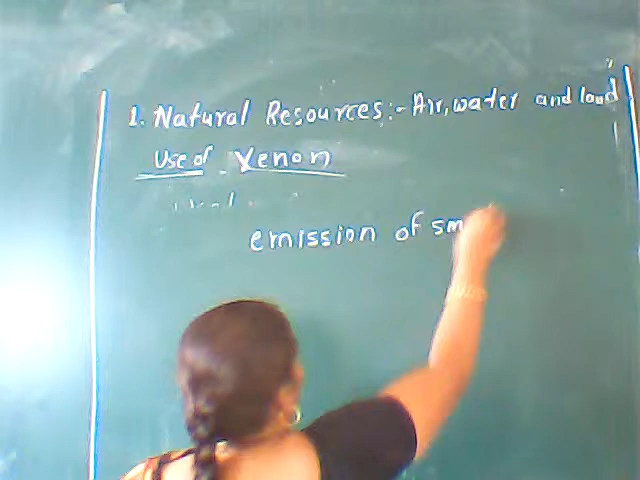 1. Natural Resources:- Air, water and land
Use of Xenon
emission of sm